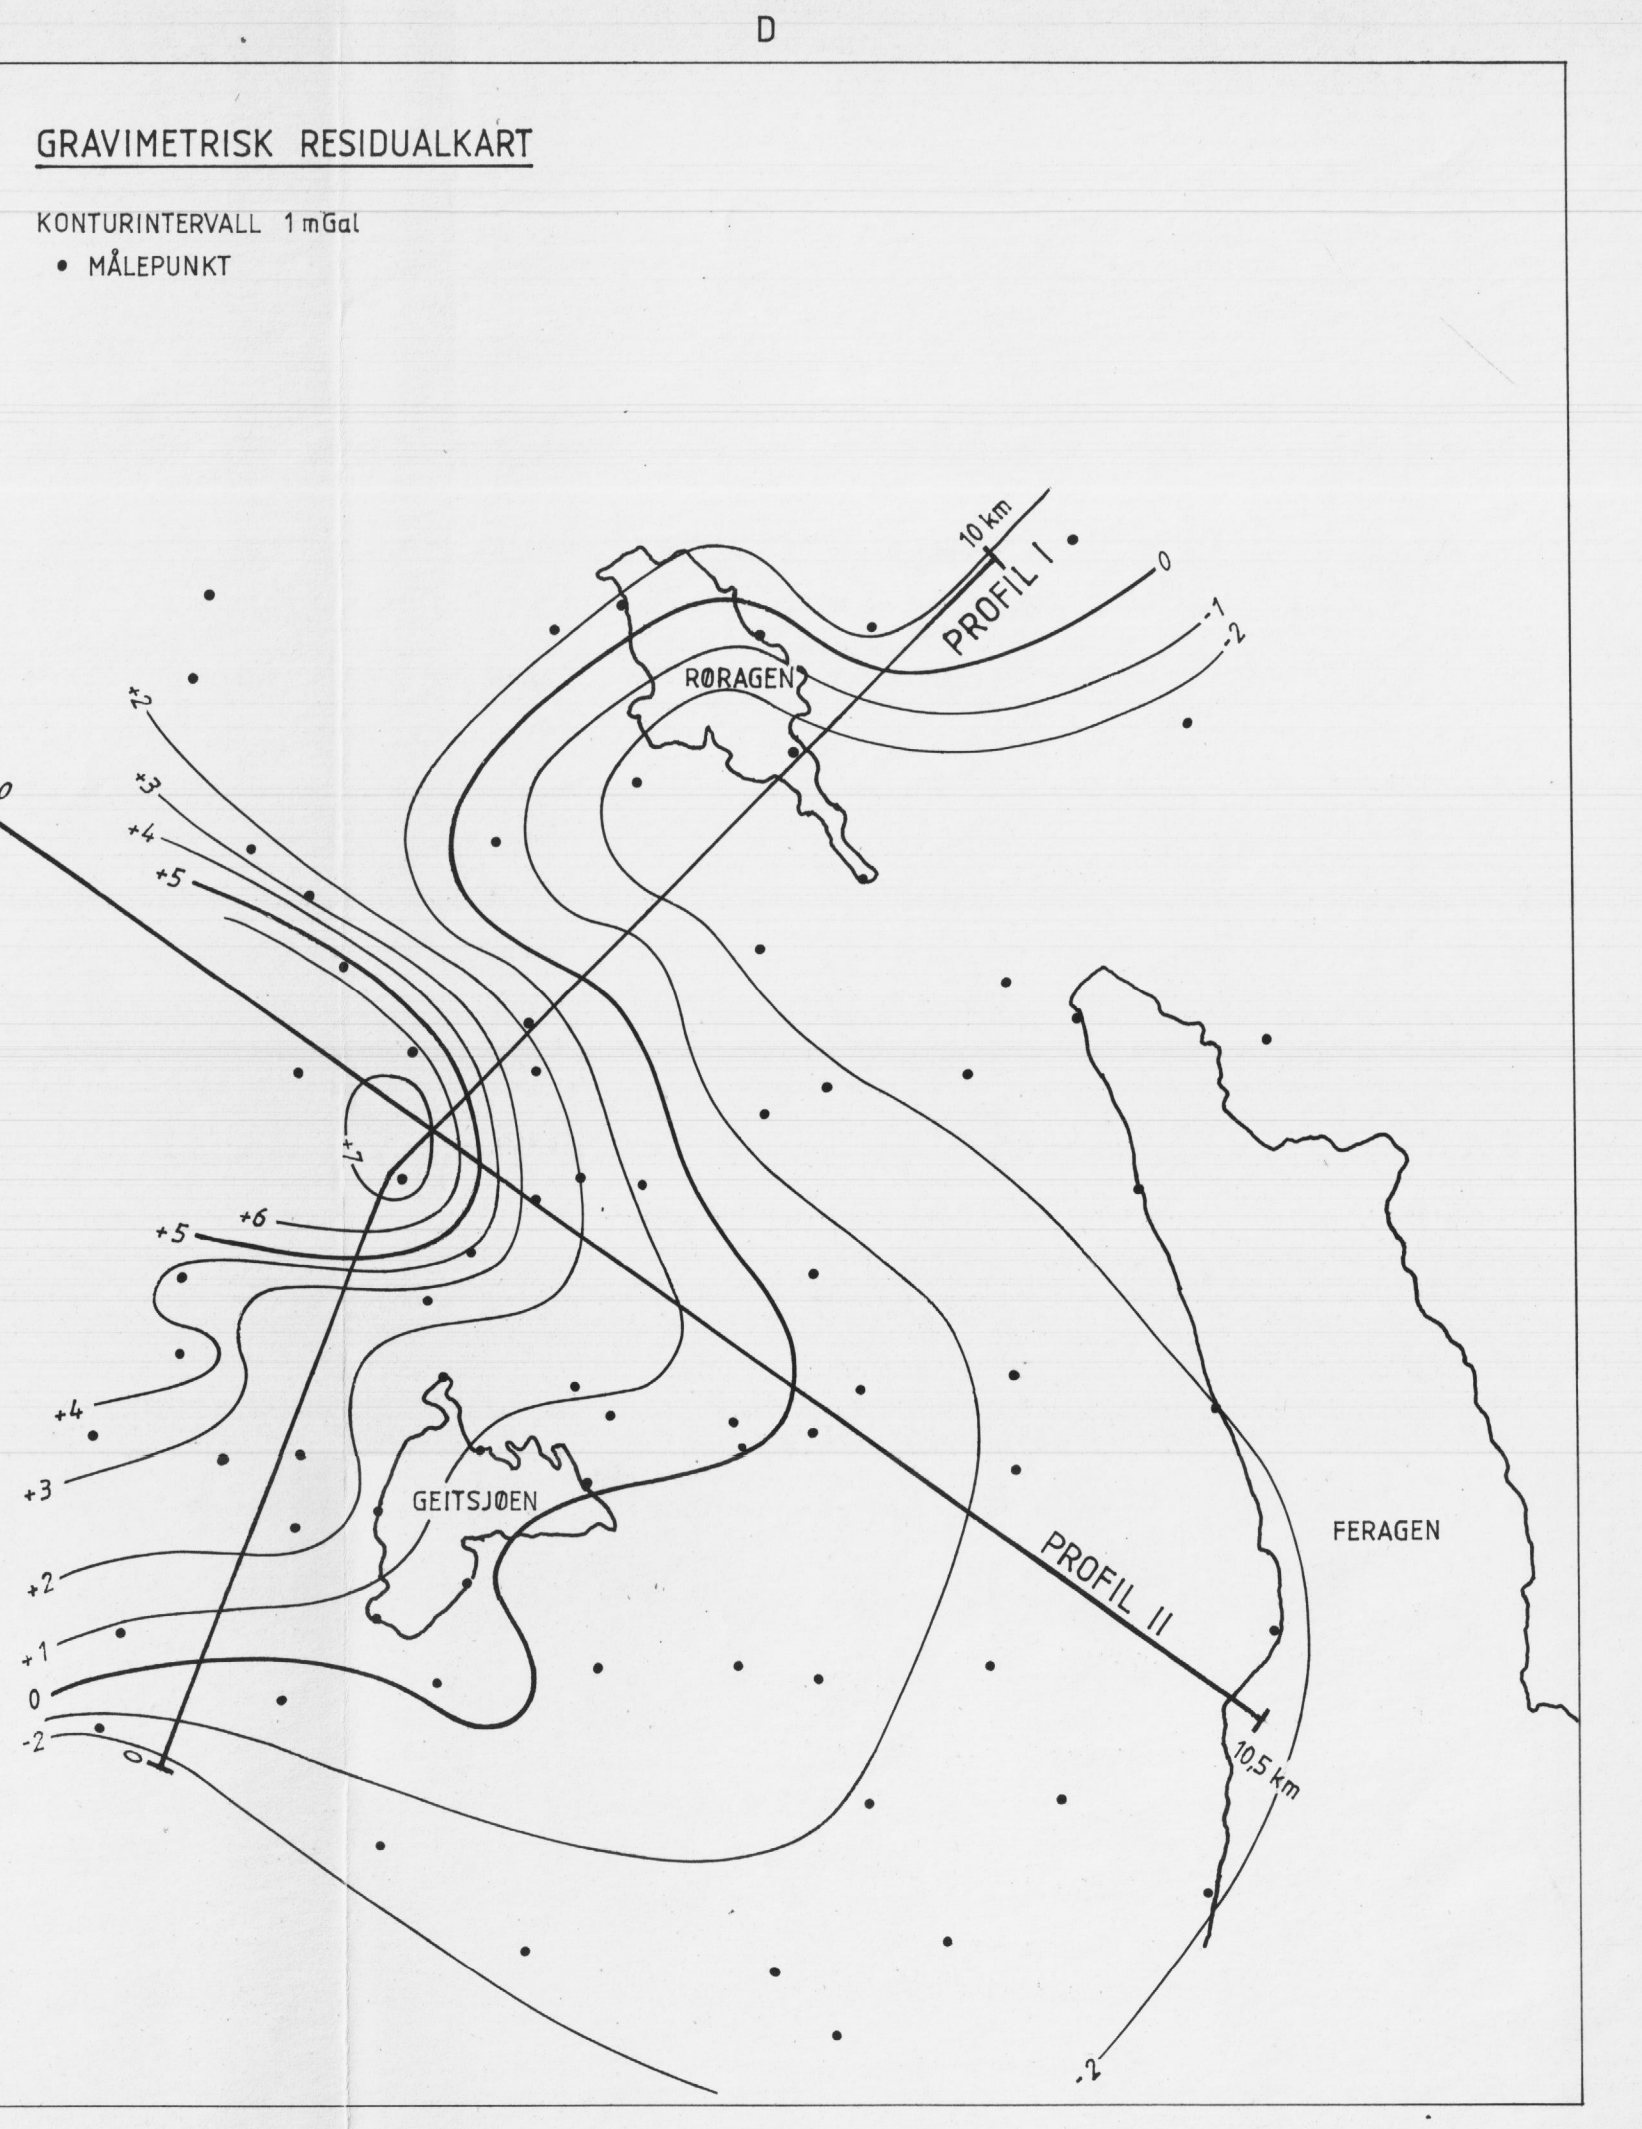 D
GRAVIMETRISK RESIDUALKART
KONTURINTERVALL 1 mGal
• MÅLEPUNKT
10 km
PROFIL I
0
-1
-2
RØRAGEN
+2
+3
0
+4
+5
+7
+6
+5
+4
+3
GEITSJØEN
FERAGEN
PROFIL II
+2
+1
0
-2
0
10,5 km
-2